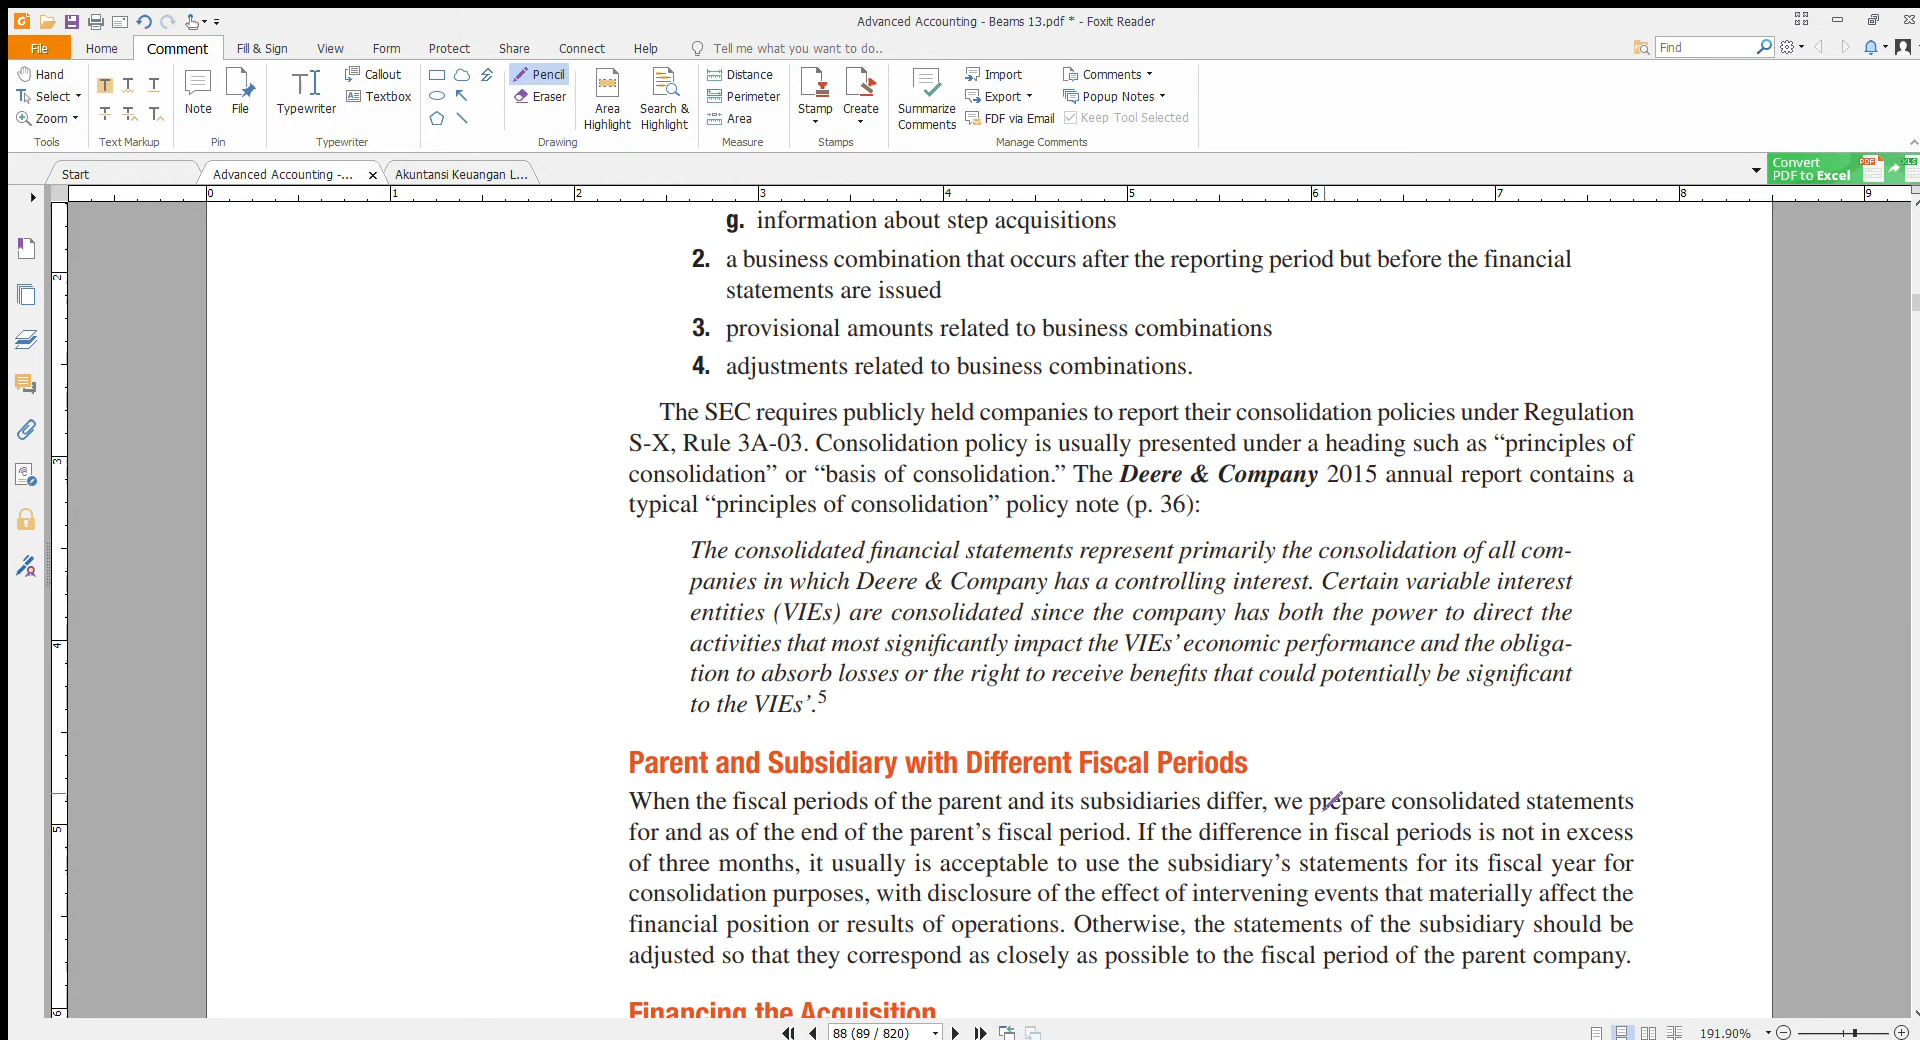 Advanced Accounting - Beams 13.pdf * - Foxit Reader
File Home Comment Fill & Sign View Form Protect Share Connect Help Tell me what you want to do.. Find
Hand
Select
Zoom
Tools
Text Markup
Note
File
Pin
Typewriter
Callout
Textbox
Typewriter
Pencil
Eraser
Area Highlight
Search & Highlight
Drawing
Distance
Perimeter
Area
Measure
Stamp
Create
Stamps
Summarize Comments
Import
Export
FDF via Email
Comments
Popup Notes
Keep Tool Selected
Manage Comments
Start Advanced Accounting -... Akuntansi Keuangan L...
Convert
PDF to Excel
0 1 2 3 4 5 6 7 8 9
g. information about step acquisitions
2. a business combination that occurs after the reporting period but before the financial
statements are issued
3. provisional amounts related to business combinations
4. adjustments related to business combinations.
The SEC requires publicly held companies to report their consolidation policies under Regulation
S-X, Rule 3A-03. Consolidation policy is usually presented under a heading such as “principles of
consolidation” or “basis of consolidation.” The Deere & Company 2015 annual report contains a
typical “principles of consolidation” policy note (p. 36):
The consolidated financial statements represent primarily the consolidation of all com-
panies in which Deere & Company has a controlling interest. Certain variable interest
entities (VIEs) are consolidated since the company has both the power to direct the
activities that most significantly impact the VIEs’ economic performance and the obliga-
tion to absorb losses or the right to receive benefits that could potentially be significant
to the VIEs’.5
Parent and Subsidiary with Different Fiscal Periods
When the fiscal periods of the parent and its subsidiaries differ, we prepare consolidated statements
for and as of the end of the parent’s fiscal period. If the difference in fiscal periods is not in excess
of three months, it usually is acceptable to use the subsidiary’s statements for its fiscal year for
consolidation purposes, with disclosure of the effect of intervening events that materially affect the
financial position or results of operations. Otherwise, the statements of the subsidiary should be
adjusted so that they correspond as closely as possible to the fiscal period of the parent company.
Financing the Acquisition
88 (89 / 820)
191.90%